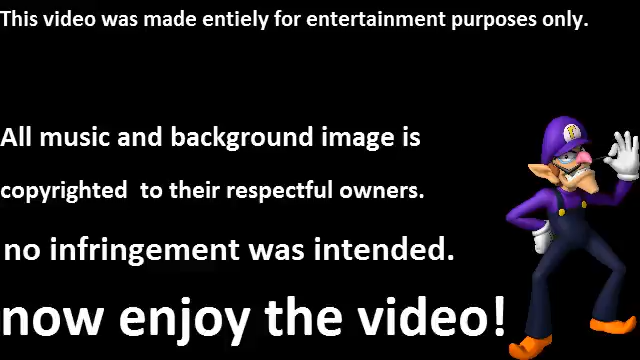 This video was made entiely for entertainment purposes only.
All music and background image is
copyrighted  to their respectful owners.
no infringement was intended.
now enjoy the video!